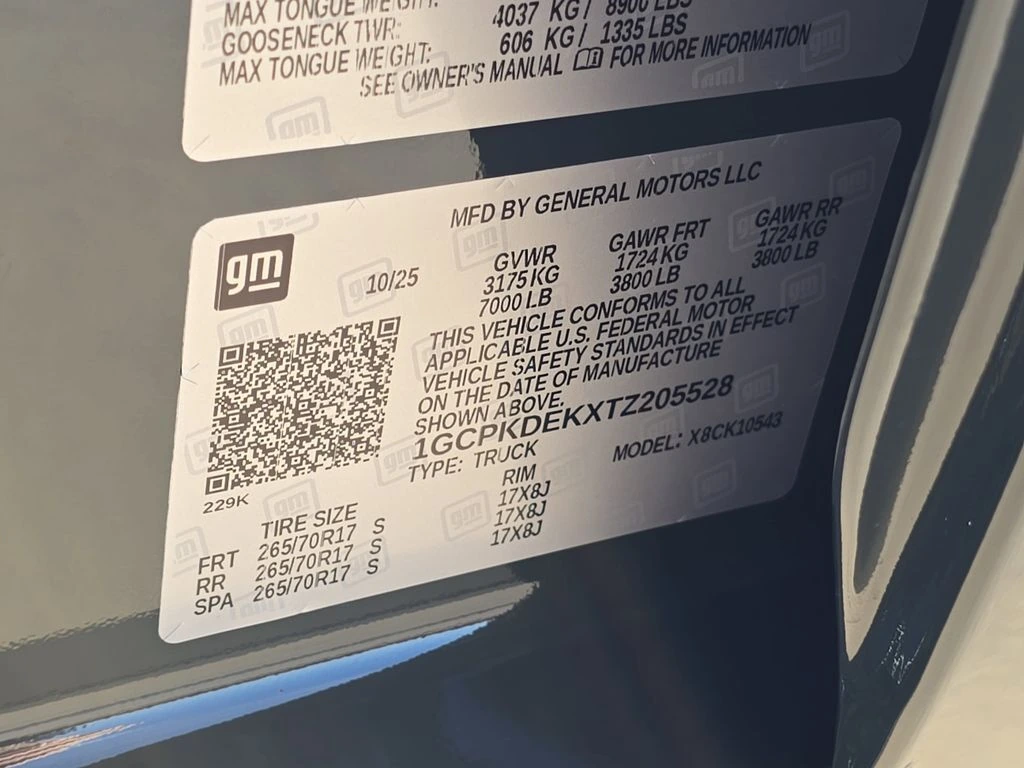 MAX TONGUE WEIGHT:
4037 KG / 8900 LBS
GOOSENECK TWR:
606 KG / 1335 LBS
MAX TONGUE WEIGHT:
SEE OWNER'S MANUAL FOR MORE INFORMATION
MFD BY GENERAL MOTORS LLC
gm
10/25
GVWR GAWR FRT GAWR RR
3175 KG 1724 KG 1724 KG
7000 LB 3800 LB 3800 LB
THIS VEHICLE CONFORMS TO ALL
APPLICABLE U.S. FEDERAL MOTOR
VEHICLE SAFETY STANDARDS IN EFFECT
ON THE DATE OF MANUFACTURE
SHOWN ABOVE.
1GCPKDEKXTZ205528
TYPE: TRUCK MODEL: X8CK10543
229K
TIRE SIZE RIM
FRT 265/70R17 S 17X8J
RR 265/70R17 S 17X8J
SPA 265/70R17 S 17X8J